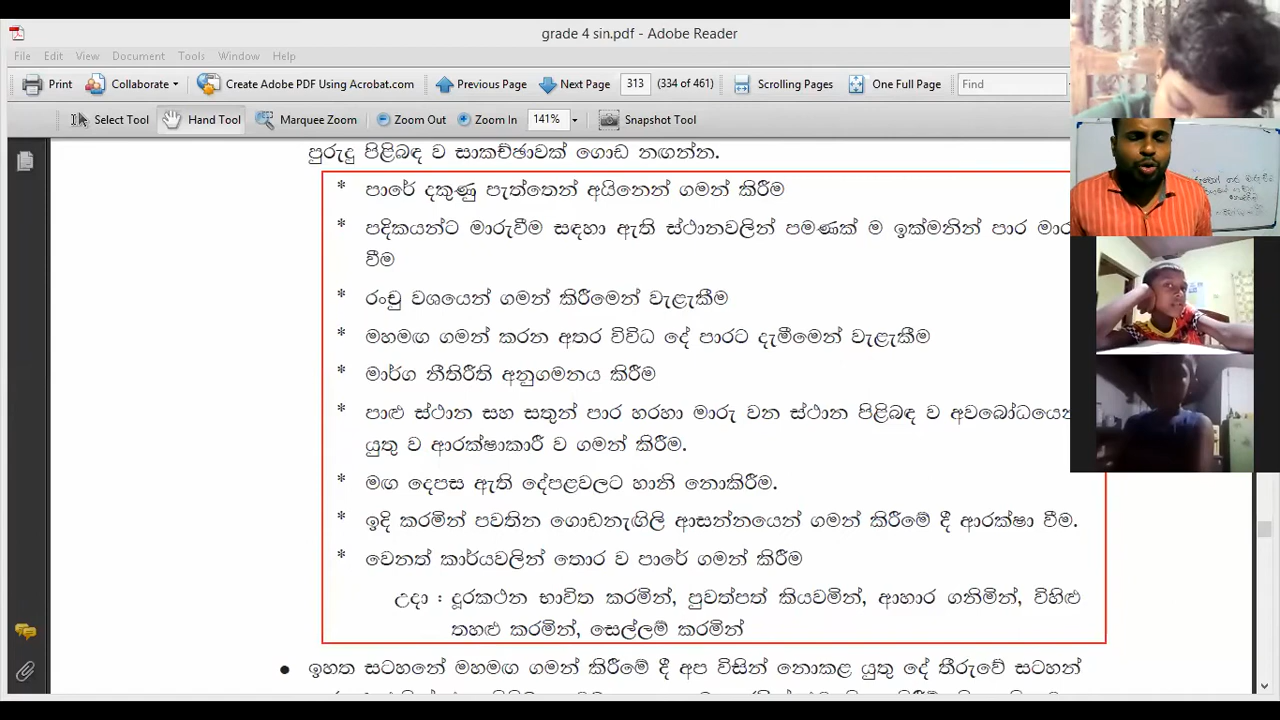 grade 4 sin.pdf - Adobe Reader
File Edit View Document Tools Window Help
Print Collaborate Create Adobe PDF Using Acrobat.com Previous Page Next Page 313 (334 of 461) Scrolling Pages One Full Page Find
Select Tool Hand Tool Marquee Zoom Zoom Out Zoom In 141% Snapshot Tool
පුරුදු පිළිබඳ ව සාකච්ඡාවක් ගොඩ නඟන්න.
* පාරේ දකුණු පැත්තෙන් අයිනෙන් ගමන් කිරීම
* පදිකයන්ට මාරුවීම සඳහා ඇති ස්ථානවලින් පමණක් ම ඉක්මනින් පාර මාරු
වීම
* රංචු වශයෙන් ගමන් කිරීමෙන් වැළැකීම
* මහමඟ ගමන් කරන අතර විවිධ දේ පාරට දැමීමෙන් වැළැකීම
* මාර්ග නීතිරීති අනුගමනය කිරීම
* පාළු ස්ථාන සහ සතුන් පාර හරහා මාරු වන ස්ථාන පිළිබඳ ව අවබෝධයෙන්
යුතු ව ආරක්ෂාකාරී ව ගමන් කිරීම.
* මඟ දෙපස ඇති දේපළවලට හානි නොකිරීම.
* ඉදි කරමින් පවතින ගොඩනැඟිලි ආසන්නයෙන් ගමන් කිරීමේ දී ආරක්ෂා වීම.
* වෙනත් කාර්යවලින් තොර ව පාරේ ගමන් කිරීම
උදා : දූරකථන භාවිත කරමින්, පුවත්පත් කියවමින්, ආහාර ගනිමින්, විහිළු
තහළු කරමින්, සෙල්ලම් කරමින්
● ඉහත සටහනේ මහමඟ ගමන් කිරීමේ දී අප විසින් නොකළ යුතු දේ තීරුවේ සටහන්